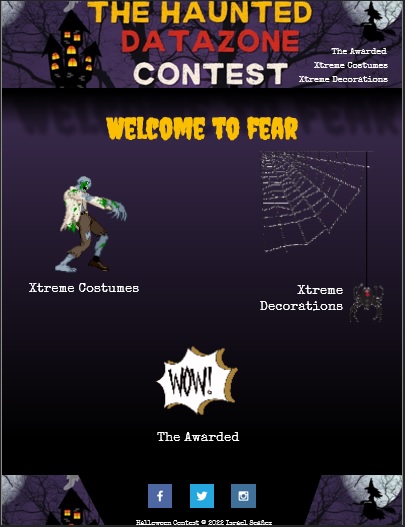 THE HAUNTED
DATAZONE
CONTEST
The Awarded
Xtreme Costumes
Xtreme Decorations
WELCOME TO FEAR
Xtreme Costumes
Xtreme
Decorations
WOW!
The Awarded
Halloween Contest © 2022 Israel